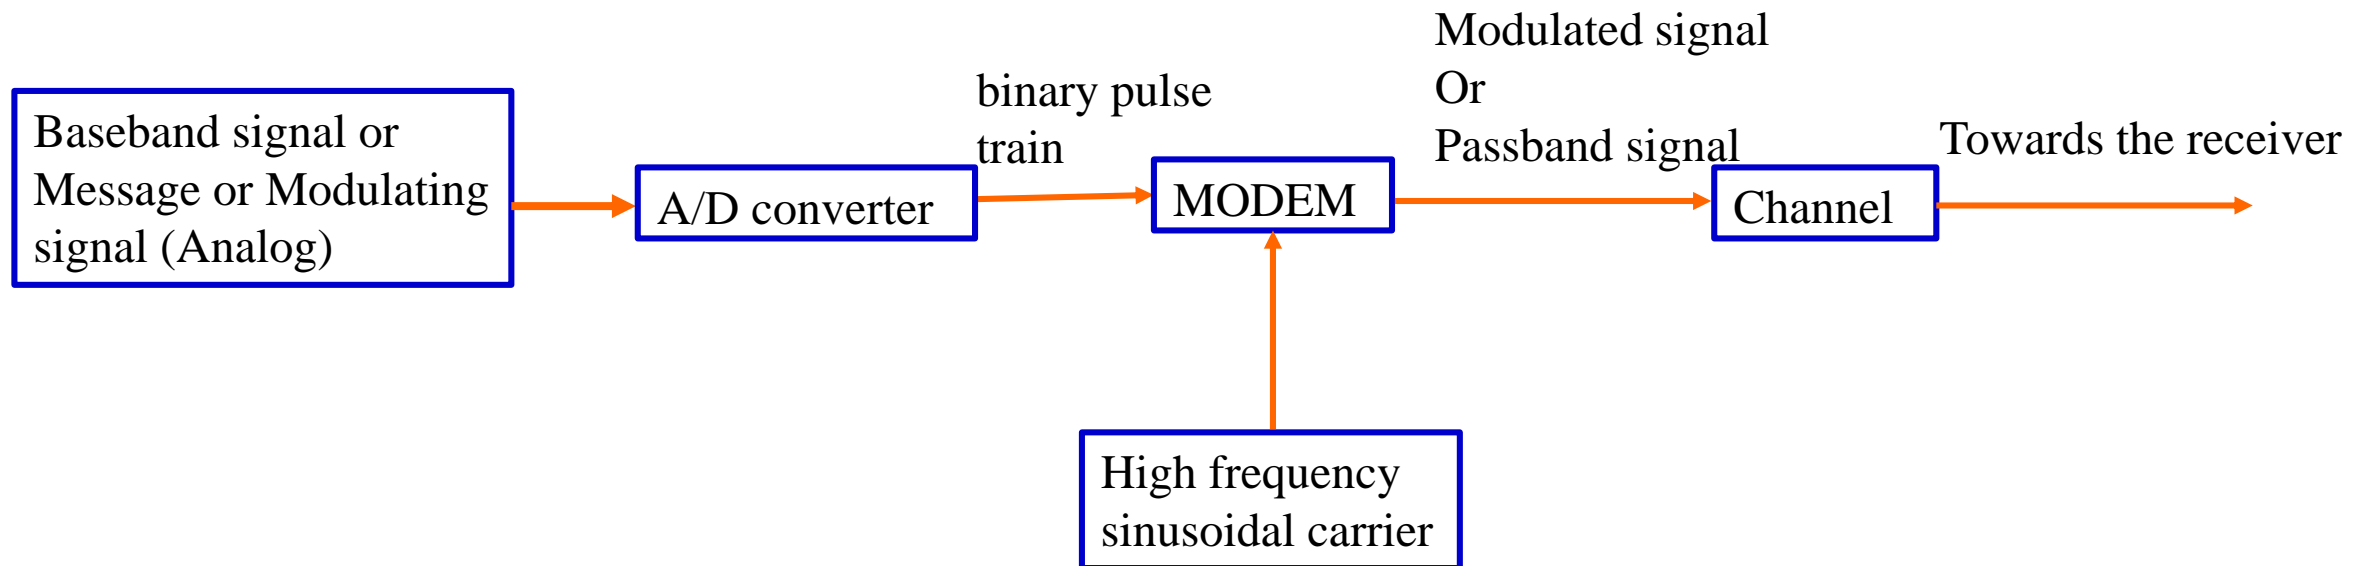 Baseband signal or
Message or Modulating
signal (Analog)
A/D converter
binary pulse
train
MODEM
High frequency
sinusoidal carrier
Modulated signal
Or
Passband signal
Channel
Towards the receiver